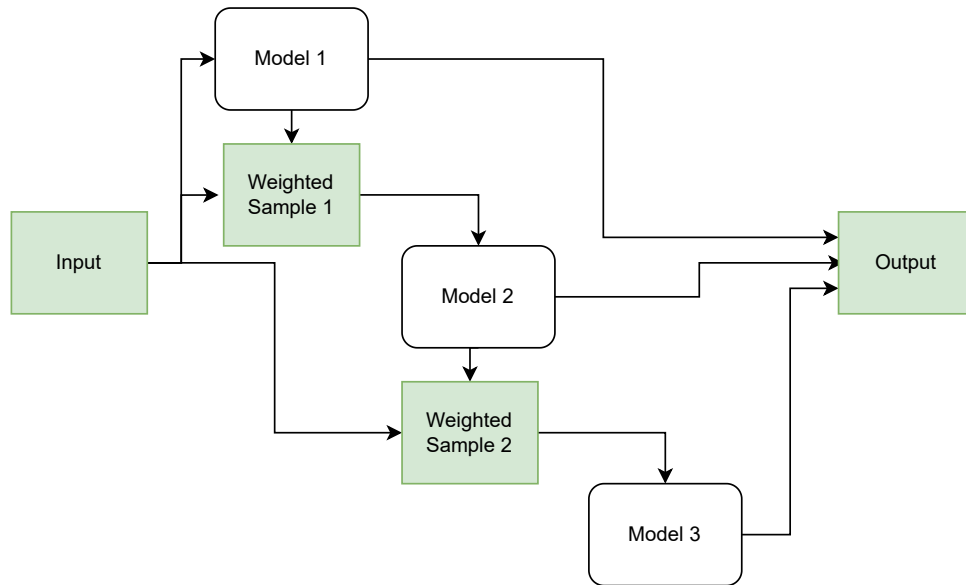 Model 1
Weighted
Sample 1
Input
Output
Model 2
Weighted
Sample 2
Model 3